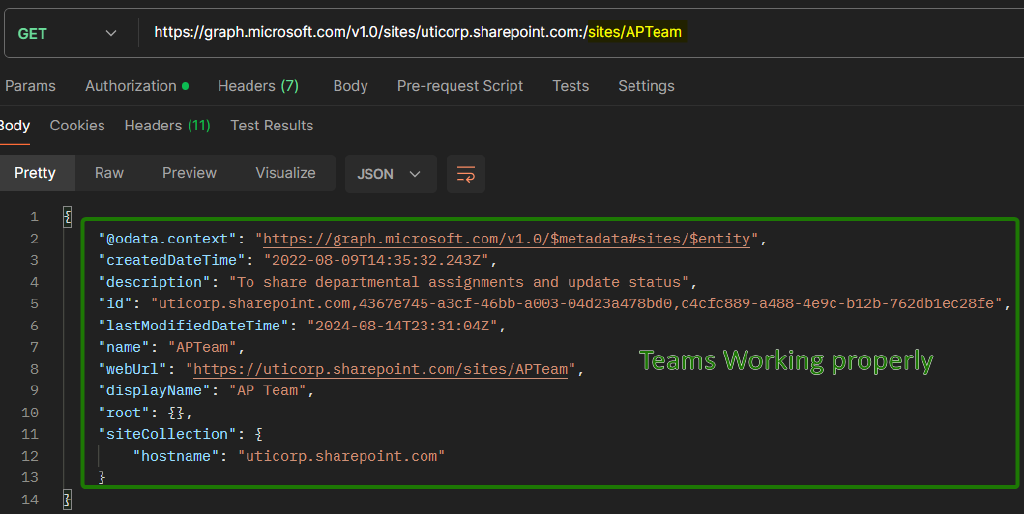 GET https://graph.microsoft.com/v1.0/sites/uticorp.sharepoint.com:/sites/APTeam
Params Authorization Headers (7) Body Pre-request Script Tests Settings
Body Cookies Headers (11) Test Results
Pretty Raw Preview Visualize JSON
1 {
2 "@odata.context": "https://graph.microsoft.com/v1.0/$metadata#sites/$entity",
3 "createdDateTime": "2022-08-09T14:35:32.243Z",
4 "description": "To share departmental assignments and update status",
5 "id": "uticorp.sharepoint.com,4367e745-a3cf-46bb-a003-04d23a478bd0,c4cfc889-a488-4e9c-b12b-762db1ec28fe",
6 "lastModifiedDateTime": "2024-08-14T23:31:04Z",
7 "name": "APTeam",
8 "webUrl": "https://uticorp.sharepoint.com/sites/APTeam",
9 "displayName": "AP Team",
10 "root": {},
11 "siteCollection": {
12 "hostname": "uticorp.sharepoint.com"
13 }
14 }
Teams Working properly